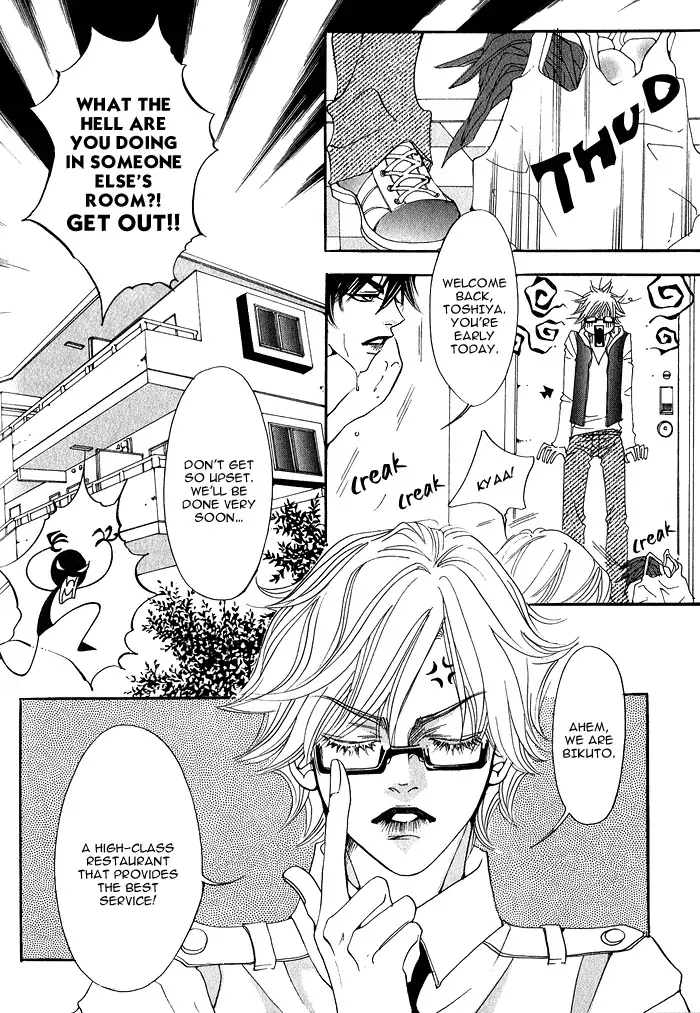 THUD
WELCOME
BACK,
TOSHIYA.
YOU'RE
EARLY
TODAY.
creak
creak
KYAA!
creak
WHAT THE
HELL ARE
YOU DOING
IN SOMEONE
ELSE'S
ROOM?!
GET OUT!!
DON'T GET
SO UPSET.
WE'LL BE
DONE VERY
SOON...
AHEM,
WE ARE
BIKUTO.
A HIGH-CLASS
RESTAURANT
THAT PROVIDES
THE BEST
SERVICE!